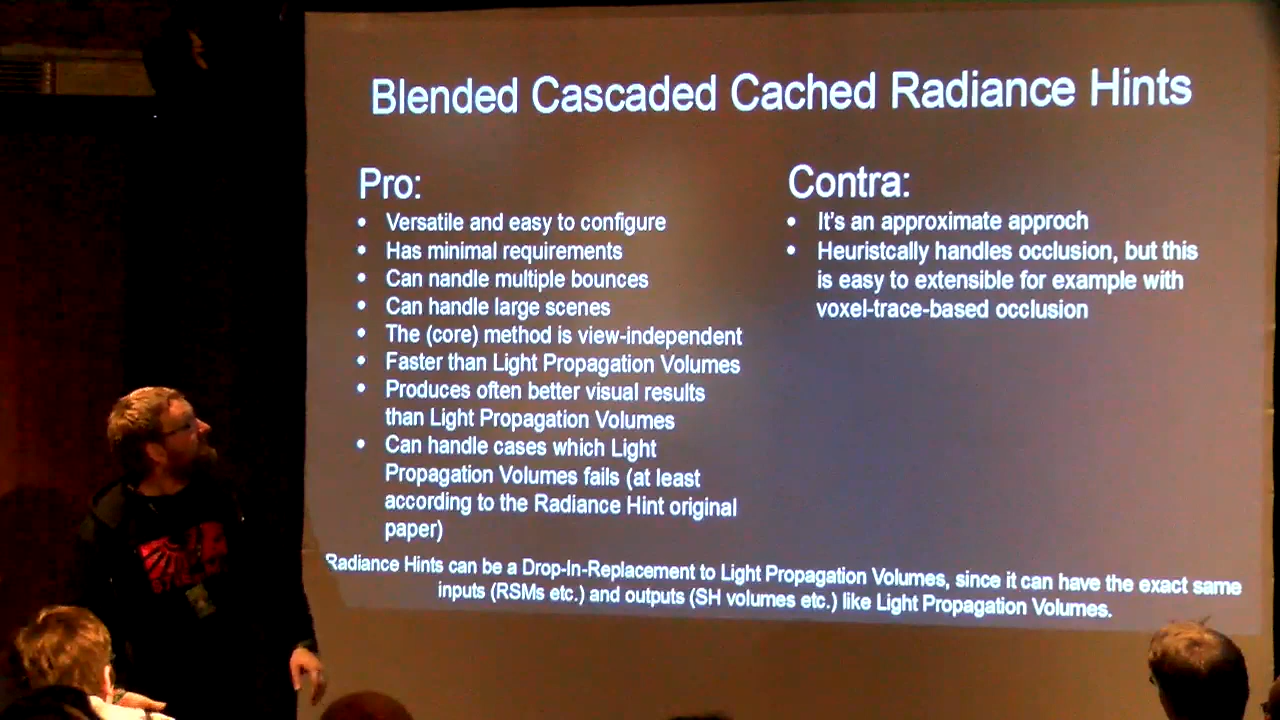 Blended Cascaded Cached Radiance Hints
Pro:
• Versatile and easy to configure
• Has minimal requirements
• Can nandle multiple bounces
• Can handle large scenes
• The (core) method is view-independent
• Faster than Light Propagation Volumes
• Produces often better visual results
than Light Propagation Volumes
• Can handle cases which Light
Propagation Volumes fails (at least
according to the Radiance Hint original
paper)
Contra:
• It's an approximate approch
• Heuristcally handles occlusion, but this
is easy to extensible for example with
voxel-trace-based occlusion
Radiance Hints can be a Drop-In-Replacement to Light Propagation Volumes, since it can have the exact same
inputs (RSMs etc.) and outputs (SH volumes etc.) like Light Propagation Volumes.